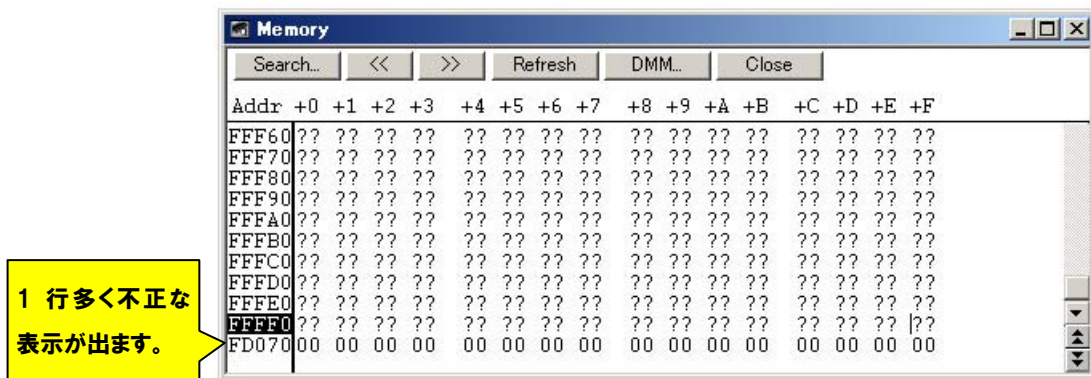 Memory
Search... << >> Refresh DMM... Close
Addr +0 +1 +2 +3 +4 +5 +6 +7 +8 +9 +A +B +C +D +E +F
FFF60 ?? ?? ?? ?? ?? ?? ?? ?? ?? ?? ?? ?? ?? ?? ?? ??
FFF70 ?? ?? ?? ?? ?? ?? ?? ?? ?? ?? ?? ?? ?? ?? ?? ??
FFF80 ?? ?? ?? ?? ?? ?? ?? ?? ?? ?? ?? ?? ?? ?? ?? ??
FFF90 ?? ?? ?? ?? ?? ?? ?? ?? ?? ?? ?? ?? ?? ?? ?? ??
FFFA0 ?? ?? ?? ?? ?? ?? ?? ?? ?? ?? ?? ?? ?? ?? ?? ??
FFFB0 ?? ?? ?? ?? ?? ?? ?? ?? ?? ?? ?? ?? ?? ?? ?? ??
FFFC0 ?? ?? ?? ?? ?? ?? ?? ?? ?? ?? ?? ?? ?? ?? ?? ??
FFFD0 ?? ?? ?? ?? ?? ?? ?? ?? ?? ?? ?? ?? ?? ?? ?? ??
FFFE0 ?? ?? ?? ?? ?? ?? ?? ?? ?? ?? ?? ?? ?? ?? ?? ??
FFFF0 ?? ?? ?? ?? ?? ?? ?? ?? ?? ?? ?? ?? ?? ?? ?? ??
FD070 00 00 00 00 00 00 00 00 00 00 00 00 00 00 00 00
1 行多く不正な
表示が出ます。